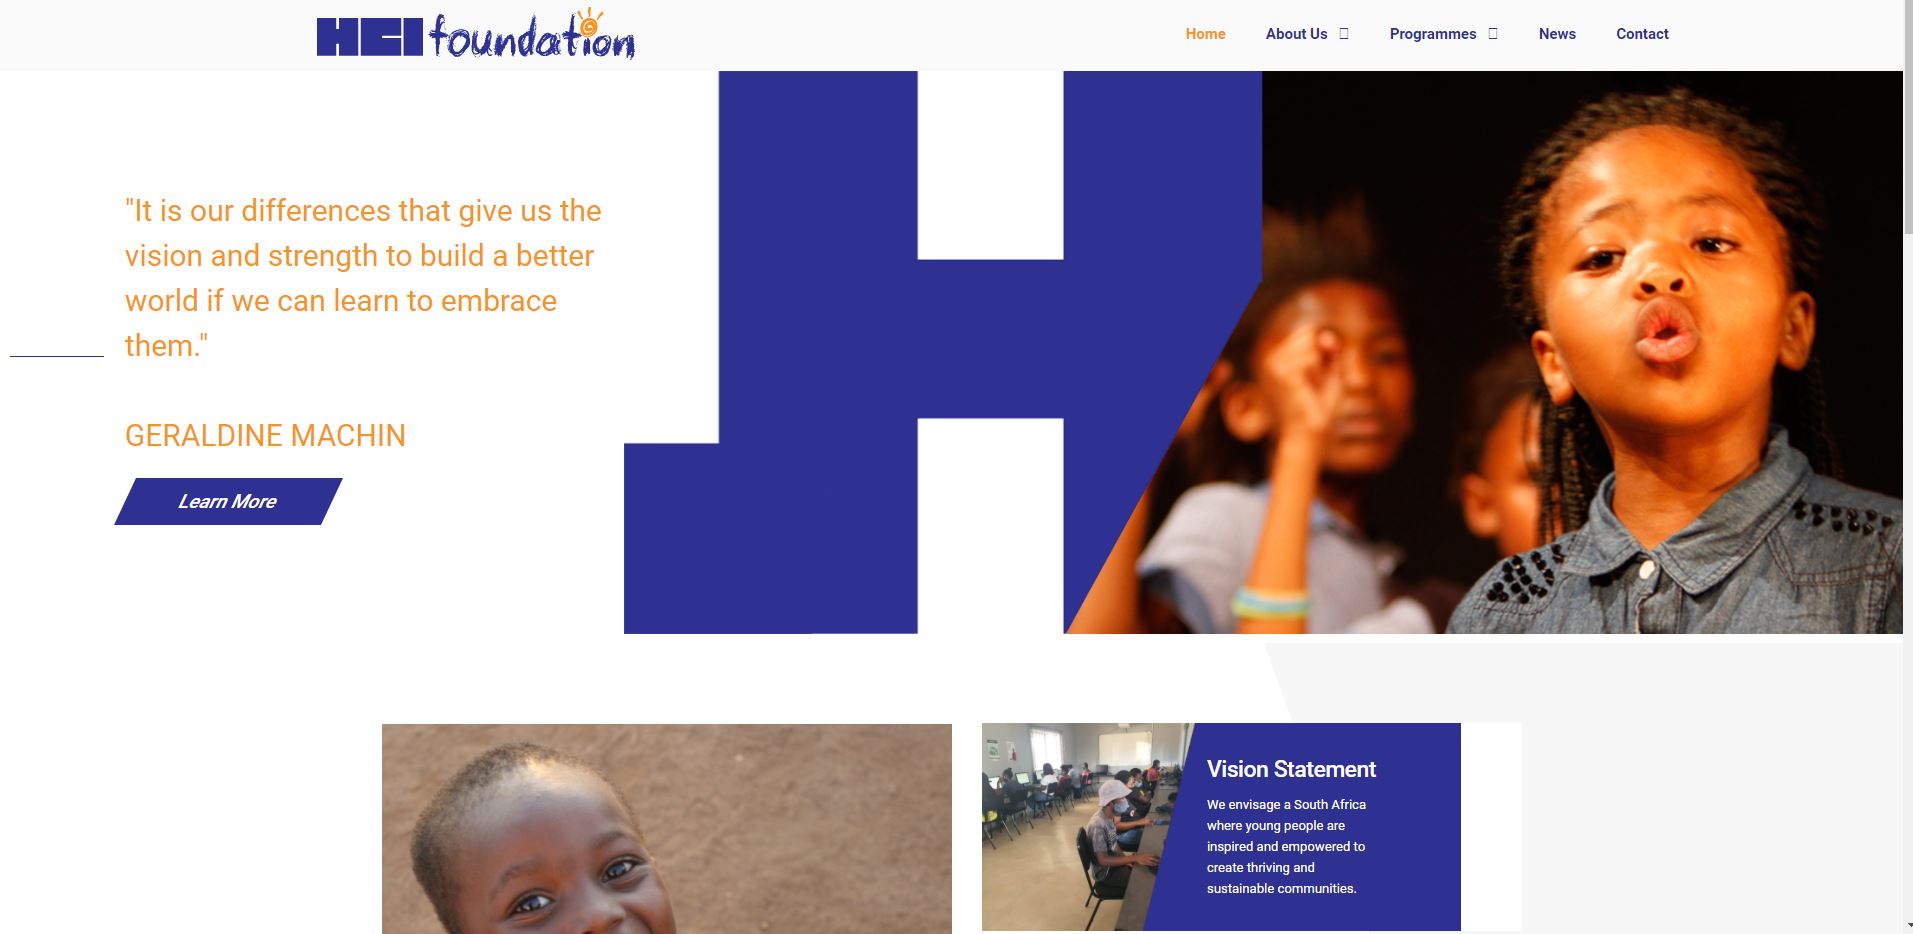 HCI foundation
Home About Us Programmes News Contact
"It is our differences that give us the
vision and strength to build a better
world if we can learn to embrace
them."
GERALDINE MACHIN
Learn More
Vision Statement
We envisage a South Africa
where young people are
inspired and empowered to
create thriving and
sustainable communities.